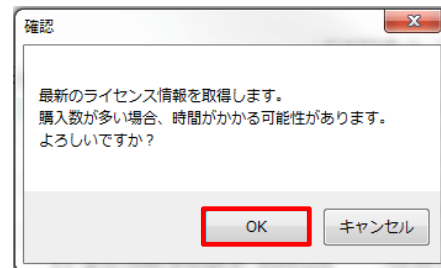 確認
最新のライセンス情報を取得します。
購入数が多い場合、時間がかかる可能性があります。
よろしいですか？
OK
キャンセル